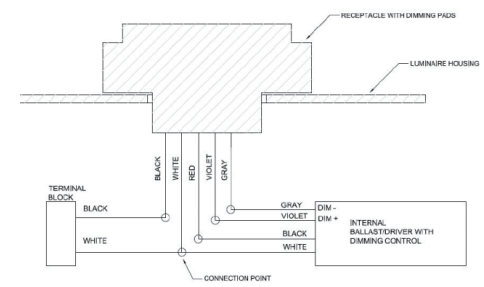 RECEPTACLE WITH DIMMING PADS
LUMINAIRE HOUSING
BLACK
WHITE
RED
VIOLET
GRAY
TERMINAL
BLOCK
BLACK
WHITE
GRAY
VIOLET
BLACK
WHITE
DIM -
DIM +
INTERNAL
BALLAST/DRIVER WITH
DIMMING CONTROL
CONNECTION POINT